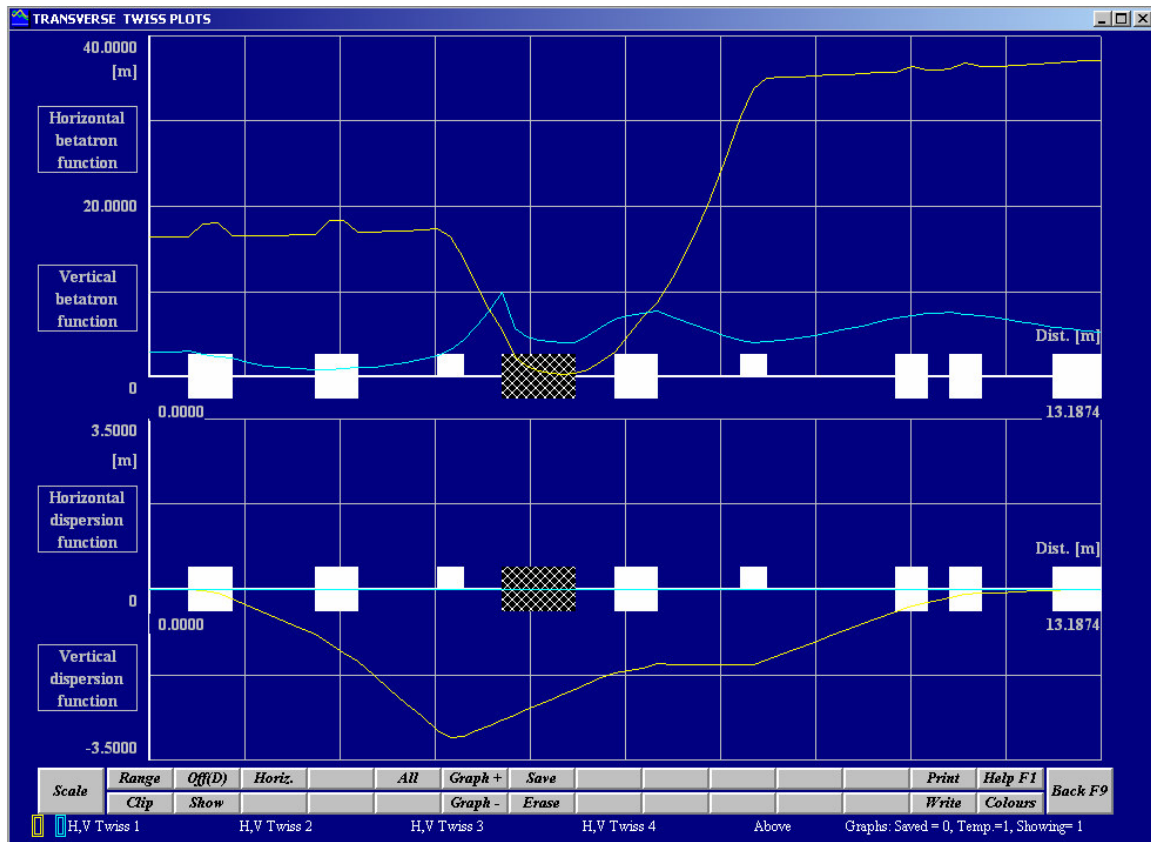 TRANSVERSE TWISS PLOTS
40.0000
[m]
Horizontal
betatron
function
20.0000
Vertical
betatron
function
Dist. [m]
0
0.0000
13.1874
3.5000
[m]
Horizontal
dispersion
function
Dist. [m]
0
0.0000
13.1874
Vertical
dispersion
function
-3.5000
Scale
Range
Off(D)
Horiz.
All
Graph +
Save
Print
Help F1
Back F9
Clip
Show
Graph -
Erase
Write
Colours
H,V Twiss 1
H,V Twiss 2
H,V Twiss 3
H,V Twiss 4
Above
Graphs: Saved = 0, Temp.=1, Showing= 1